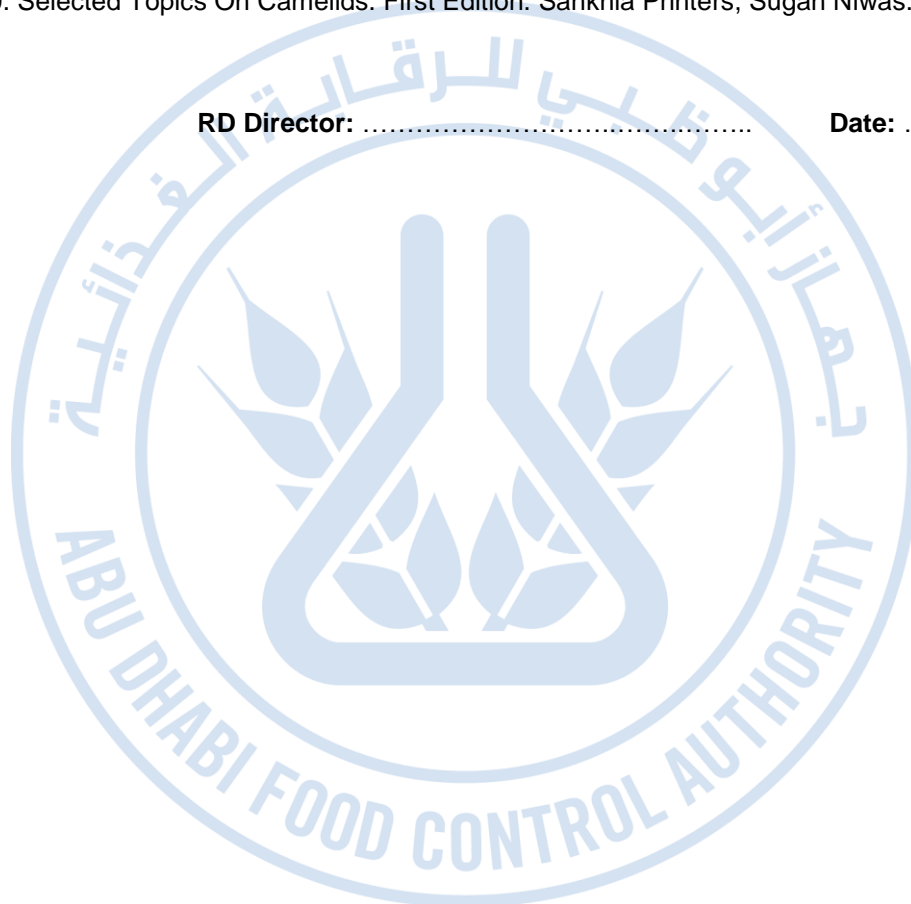 . Selected Topics On Camelids. First Edition. Sankhla Printers, Sugan Niwas.
RD Director: ………………….…….…….…….. Date: .
جهاز أبوظبي للرقابة الغذائية
ABU DHABI FOOD CONTROL AUTHORITY